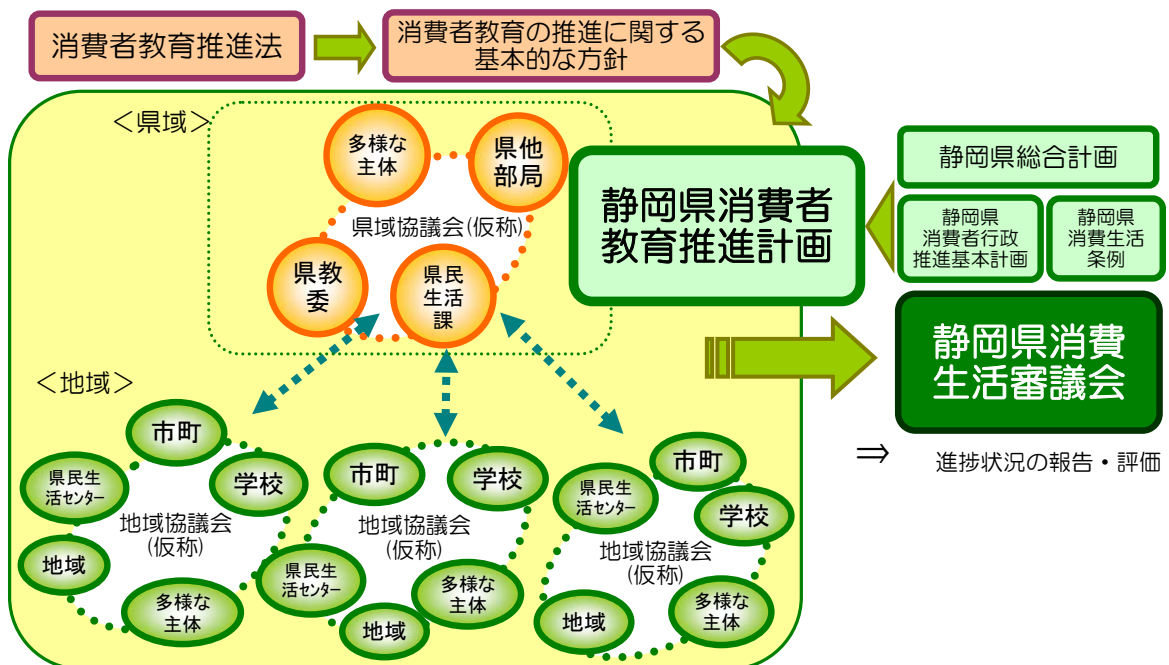 消費者教育推進法
消費者教育の推進に関する
基本的な方針
＜県域＞
多様な
主体
県他
部局
県域協議会(仮称)
県教
委
県民
生活
課
静岡県消費者
教育推進計画
静岡県総合計画
静岡県
消費者行政
推進基本計画
静岡県
消費生活
条例
静岡県消費
生活審議会
⇒
進捗状況の報告・評価
＜地域＞
市町
県民生
活センター
学校
地域協議会
(仮称)
地域
多様な
主体
市町
学校
地域協議会
(仮称)
県民生
活センター
地域
多様な
主体
市町
県民生
活センター
学校
地域協議会
(仮称)
地域
多様な
主体